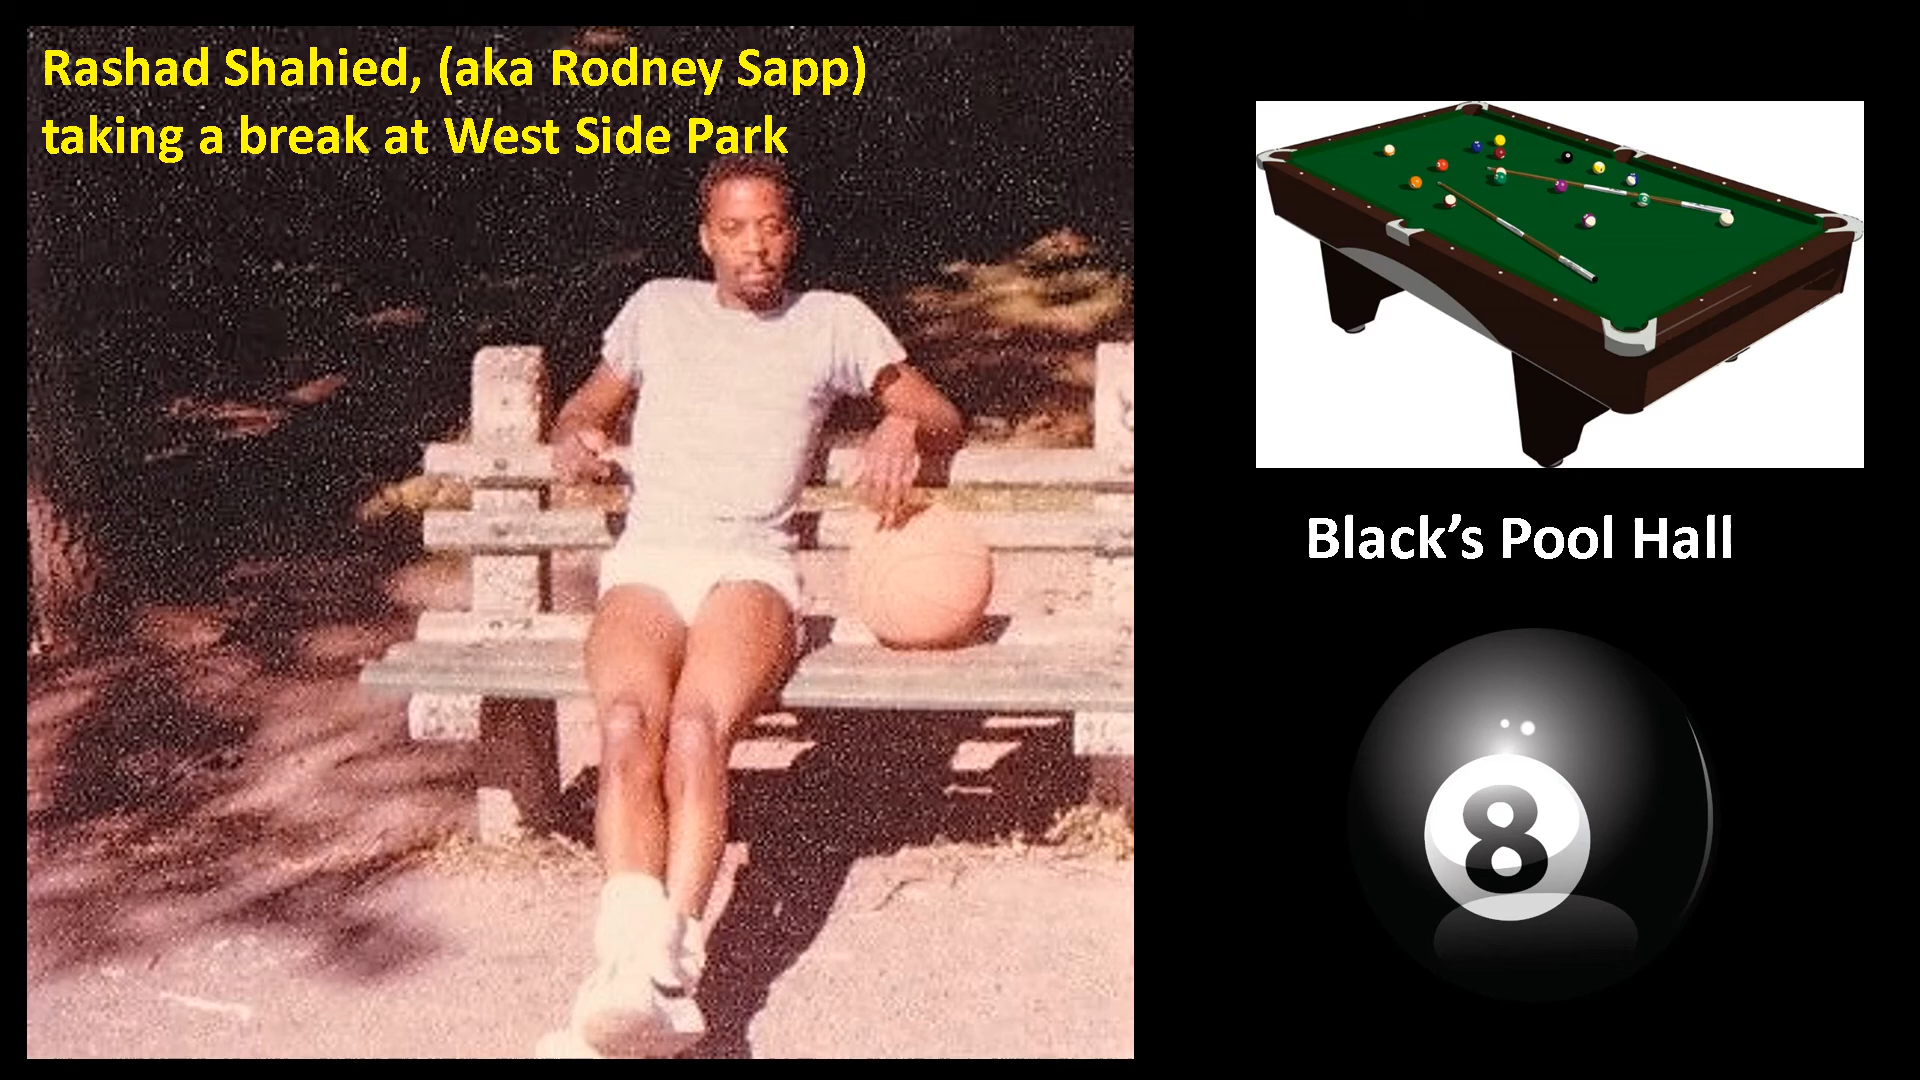 Rashad Shahied, (aka Rodney Sapp)
taking a break at West Side Park
Black’s Pool Hall
8